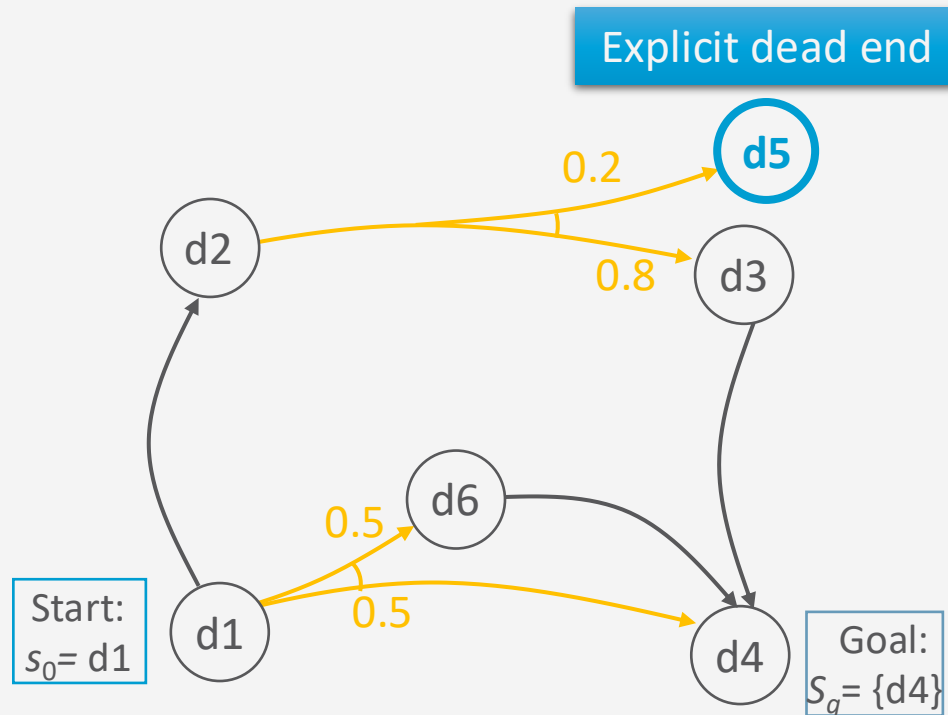 Explicit dead end
d5
0.2
d2
0.8
d3
d6
0.5
0.5
Start:
s₀= d1
d1
d4
Goal:
S_g= {d4}